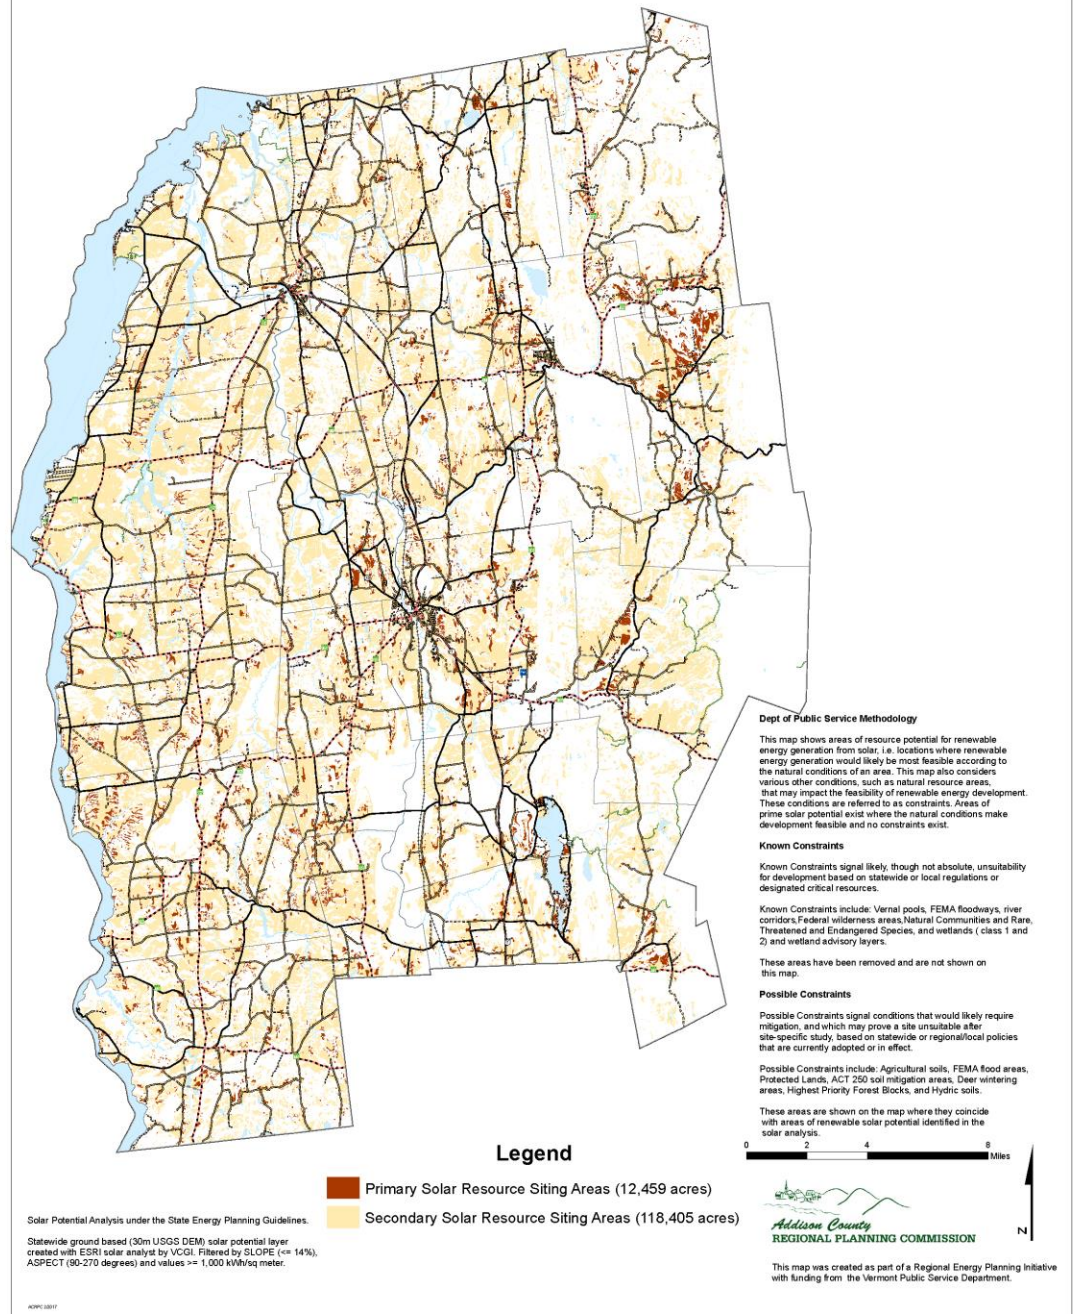 Dept of Public Service Methodology
This map shows areas of resource potential for renewable
energy generation from solar, i.e. locations where renewable
energy generation would likely be most feasible according to
the natural conditions of an area. This map also considers
various other conditions, such as natural resource areas,
that may impact the feasibility of renewable energy development.
These conditions are referred to as constraints. Areas of
prime solar potential exist where the natural conditions make
development feasible and no constraints exist.
Known Constraints
Known Constraints signal likely, though not absolute, unsuitability
for development based on statewide or local regulations or
designated critical resources.
Known Constraints include: Vernal pools, FEMA floodways, river
corridors,Federal wilderness areas,Natural Communities and Rare,
Threatened and Endangered Species, and wetlands ( class 1 and
2) and wetland advisory layers.
These areas have been removed and are not shown on
this map.
Possible Constraints
Possible Constraints signal conditions that would likely require
mitigation, and which may prove a site unsuitable after
site-specific study, based on statewide or regional/local policies
that are currently adopted or in effect.
Possible Constraints include: Agricultural soils, FEMA flood areas,
Protected Lands, ACT 250 soil mitigation areas, Deer wintering
areas, Highest Priority Forest Blocks, and Hydric soils.
These areas are shown on the map where they coincide
with areas of renewable solar potential identified in the
solar analysis.
0 2 4 8
Miles
N
Legend
Primary Solar Resource Siting Areas (12,459 acres)
Secondary Solar Resource Siting Areas (118,405 acres)
Addison County
REGIONAL PLANNING COMMISSION
This map was created as part of a Regional Energy Planning Initiative
with funding from the Vermont Public Service Department.
Solar Potential Analysis under the State Energy Planning Guidelines.
Statewide ground based (30m USGS DEM) solar potential layer
created with ESRI solar analyst by VCGI. Filtered by SLOPE (<= 14%),
ASPECT (90-270 degrees) and values >= 1,000 kWh/sq meter.